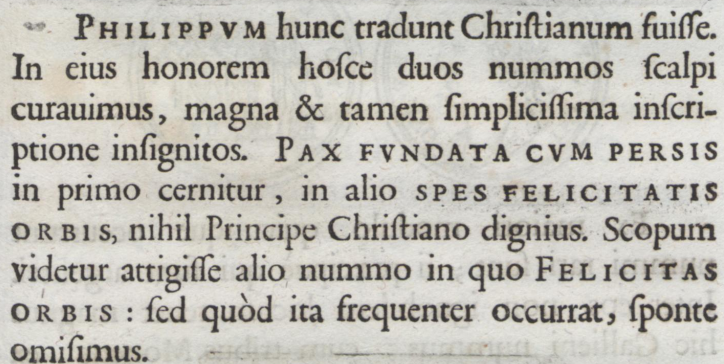 PHILIPPVM hunc tradunt Chriſtianum fuiſſe.
In eius honorem hoſce duos nummos ſcalpi
curauimus, magna & tamen ſimpliciſſima inſcri-
ptione inſignitos. PAX FVNDATA CVM PERSIS
in primo cernitur, in alio SPES FELICITATIS
ORBIS, nihil Principe Chriſtiano dignius. Scopum
videtur attigiſſe alio nummo in quo FELICITAS
ORBIS: ſed quòd ita frequenter occurrat, ſponte
omiſimus.